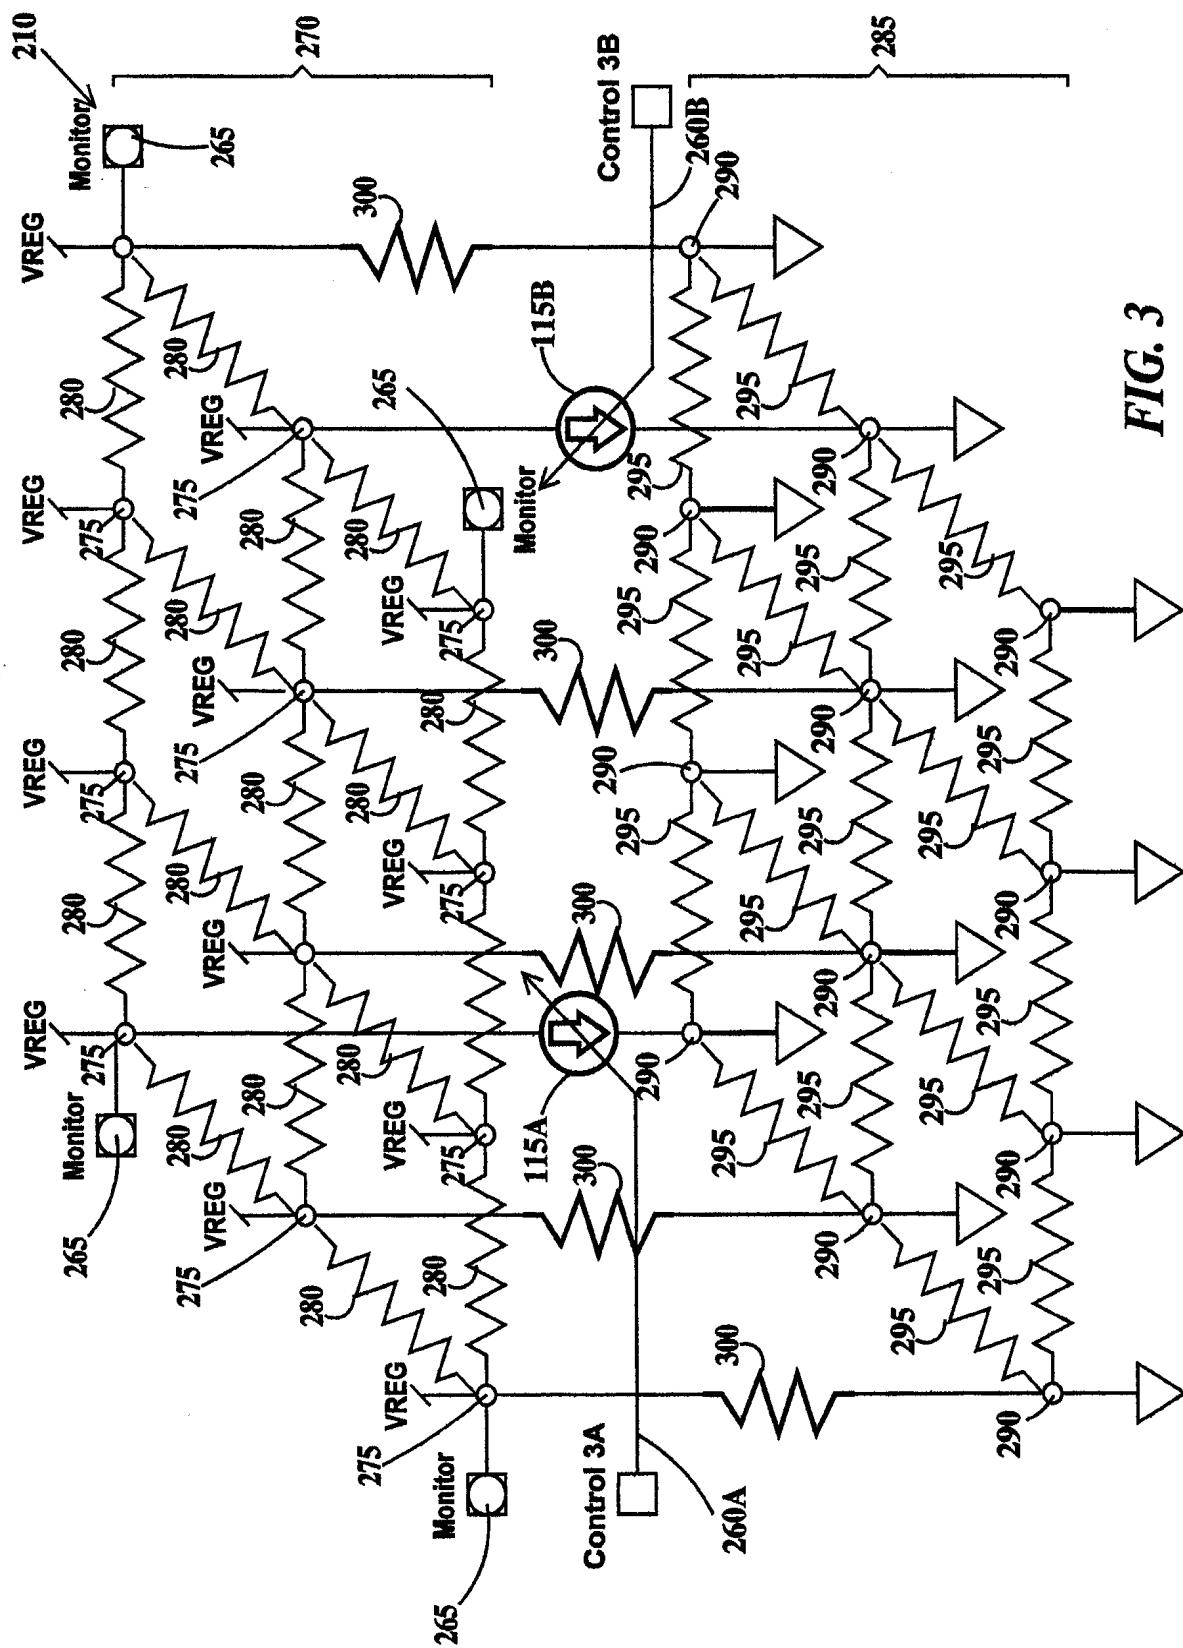 210
VREG VREG VREG VREG
Monitor
Monitor
265
275 280 275 280 275 280
280 280 280 280
265
VREG VREG VREG VREG
275 275 275
280 280 280
270
280 280 280 280
300
VREG VREG VREG VREG
275
265
275 275 275
280 280
Monitor
265
Monitor
115A
115B
300 300 300
Control 3A
Control 3B
290 295 290 295 290 295
260A
260B
290
300
295 295 295 295
295 295 295
290 290 290 290
285
295 295 295 295
295 295 295
290 290 290 290
FIG. 3